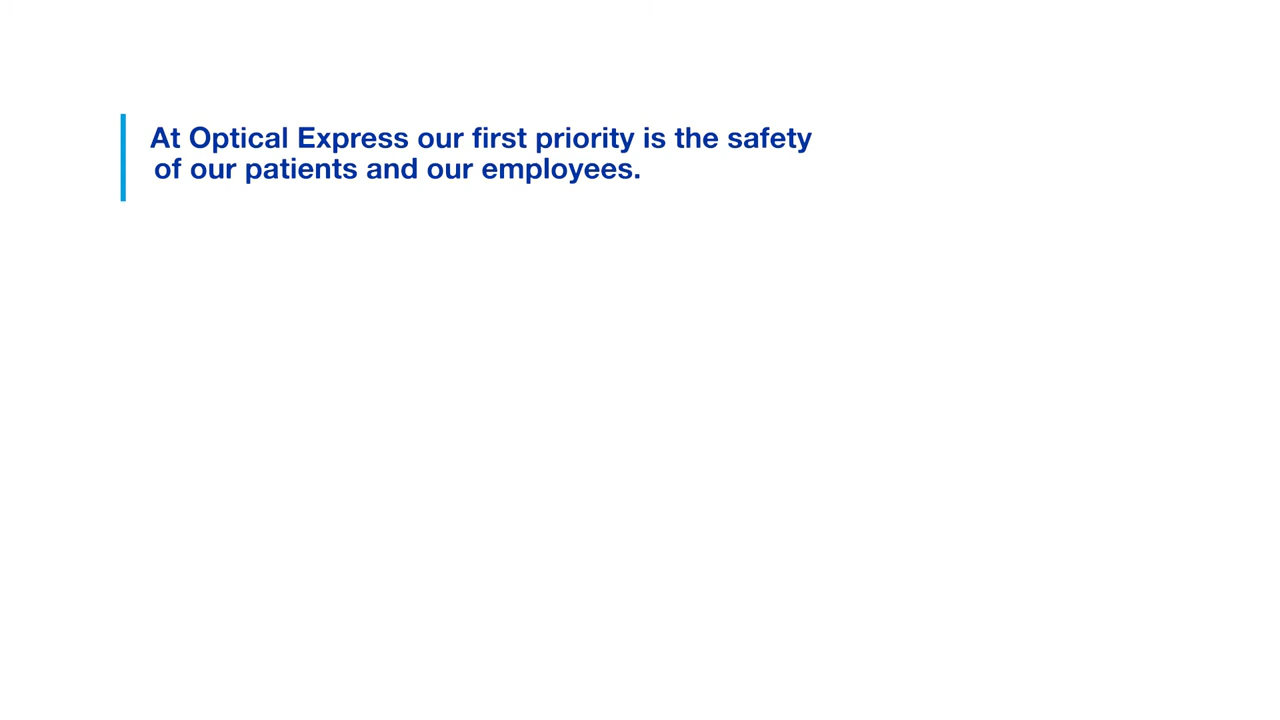 At Optical Express our first priority is the safety
of our patients and our employees.